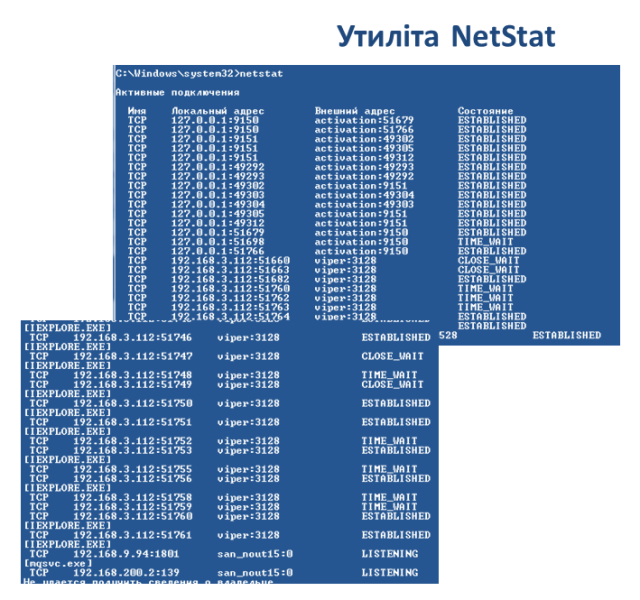 Утиліта NetStat
C:\Windows\system32>netstat
Активные подключения
Имя Локальный адрес Внешний адрес Состояние
TCP 127.0.0.1:9150 activation:51679 ESTABLISHED
TCP 127.0.0.1:9150 activation:51766 ESTABLISHED
TCP 127.0.0.1:9151 activation:49302 ESTABLISHED
TCP 127.0.0.1:9151 activation:49305 ESTABLISHED
TCP 127.0.0.1:9151 activation:49312 ESTABLISHED
TCP 127.0.0.1:49292 activation:49293 ESTABLISHED
TCP 127.0.0.1:49293 activation:49292 ESTABLISHED
TCP 127.0.0.1:49302 activation:9151 ESTABLISHED
TCP 127.0.0.1:49303 activation:49304 ESTABLISHED
TCP 127.0.0.1:49304 activation:49303 ESTABLISHED
TCP 127.0.0.1:49305 activation:9151 ESTABLISHED
TCP 127.0.0.1:49312 activation:9151 ESTABLISHED
TCP 127.0.0.1:51679 activation:9150 ESTABLISHED
TCP 127.0.0.1:51698 activation:9150 TIME_WAIT
TCP 127.0.0.1:51766 activation:9150 ESTABLISHED
TCP 192.168.3.112:51660 viper:3128 CLOSE_WAIT
TCP 192.168.3.112:51663 viper:3128 CLOSE_WAIT
TCP 192.168.3.112:51682 viper:3128 ESTABLISHED
TCP 192.168.3.112:51760 viper:3128 TIME_WAIT
TCP 192.168.3.112:51762 viper:3128 TIME_WAIT
TCP 192.168.3.112:51763 viper:3128 TIME_WAIT
TCP 192.168.3.112:51764 viper:3128 ESTABLISHED
ESTABLISHED
528 ESTABLISHED
[IEXPLORE.EXE]
TCP 192.168.3.112:51746 viper:3128 ESTABLISHED
[IEXPLORE.EXE]
TCP 192.168.3.112:51747 viper:3128 CLOSE_WAIT
[IEXPLORE.EXE]
TCP 192.168.3.112:51748 viper:3128 TIME_WAIT
TCP 192.168.3.112:51749 viper:3128 CLOSE_WAIT
[IEXPLORE.EXE]
TCP 192.168.3.112:51750 viper:3128 ESTABLISHED
[IEXPLORE.EXE]
TCP 192.168.3.112:51751 viper:3128 ESTABLISHED
[IEXPLORE.EXE]
TCP 192.168.3.112:51752 viper:3128 TIME_WAIT
TCP 192.168.3.112:51753 viper:3128 ESTABLISHED
[IEXPLORE.EXE]
TCP 192.168.3.112:51755 viper:3128 TIME_WAIT
TCP 192.168.3.112:51756 viper:3128 ESTABLISHED
[IEXPLORE.EXE]
TCP 192.168.3.112:51758 viper:3128 TIME_WAIT
TCP 192.168.3.112:51759 viper:3128 TIME_WAIT
TCP 192.168.3.112:51760 viper:3128 ESTABLISHED
[IEXPLORE.EXE]
TCP 192.168.3.112:51761 viper:3128 ESTABLISHED
[IEXPLORE.EXE]
TCP 192.168.9.94:1801 san_nout15:0 LISTENING
[mqsvc.exe]
TCP 192.168.200.2:139 san_nout15:0 LISTENING
Не удается получить сведения о владельце